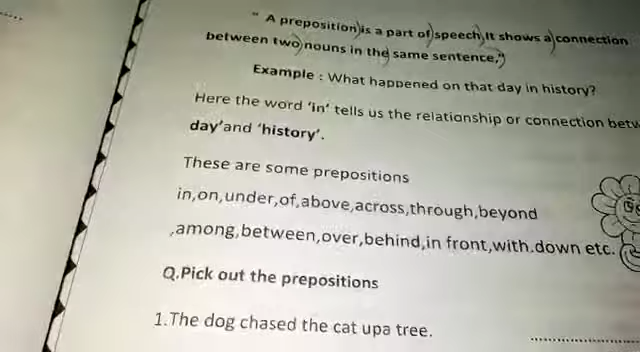 " A preposition is a part of speech,It shows a connection
between two nouns in the same sentence,"
Example : What happened on that day in history?
Here the word 'in' tells us the relationship or connection
day'and 'history'.
These are some prepositions
in,on,under,of,above,across,through,beyond
,among,between,over,behind,in front,with.down etc.
Q.Pick out the prepositions
1.The dog chased the cat upa tree.